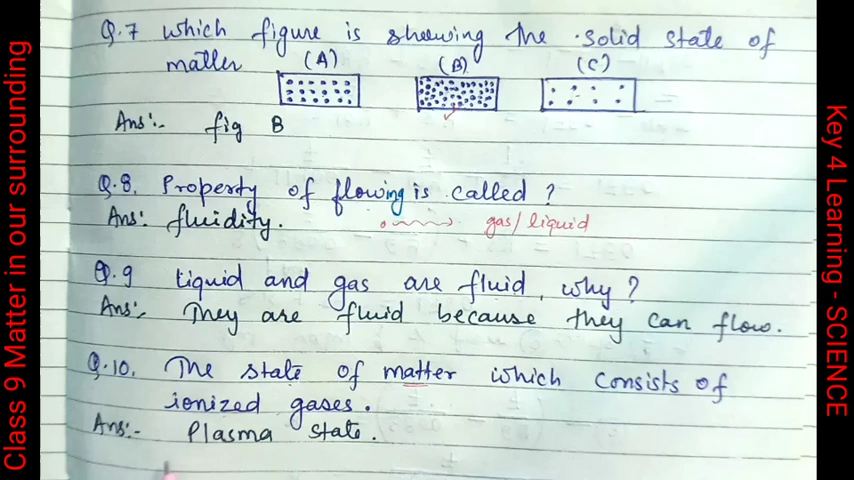 Class 9 Matter in our surrounding
Q.7 which figure is sheewing the solid state of
matter (A) (B) (C)
Ans:- fig B
Q.8. Property of flowing is called ?
Ans: fluidity. gas/liquid
Q.9 Liquid and gas are fluid, why?
Ans:- They are fluid because they can flow.
Q.10. The state of matter which consists of
ionized gases.
Ans:- Plasma state.
Key 4 Learning - SCIENCE